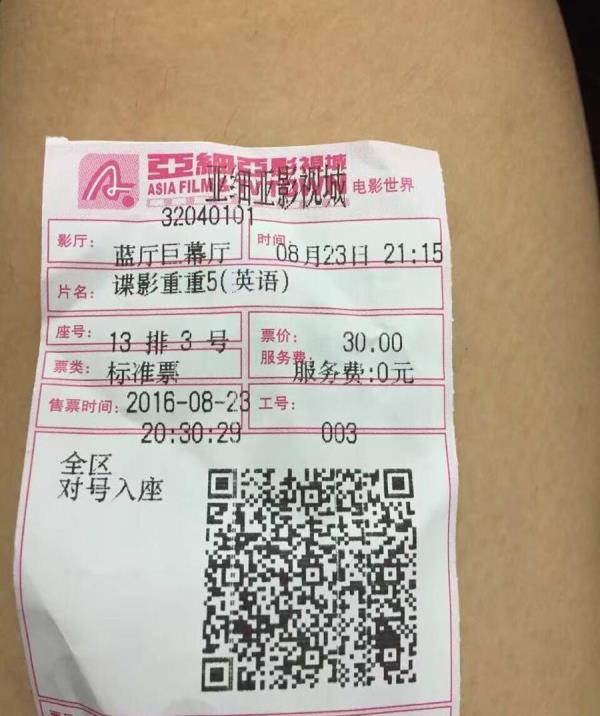 亞細亞影視城
亚细亚影视城
ASIA FILM
电影世界
32040101
影厅: 蓝厅巨幕厅 时间: 08月23日 21:15
片名: 谍影重重5(英语)
座号: 13 排 3 号 票价: 30.00
票类: 标准票 服务费: 服务费:0元
售票时间: 2016-08-23 工号:
20:30:29 003
全区
对号入座